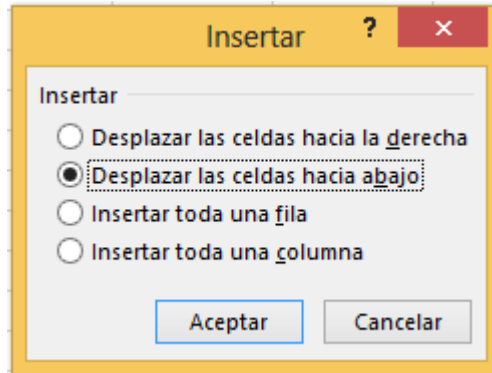 Insertar ? ×
Insertar
Desplazar las celdas hacia la derecha
Desplazar las celdas hacia abajo
Insertar toda una fila
Insertar toda una columna
Aceptar Cancelar